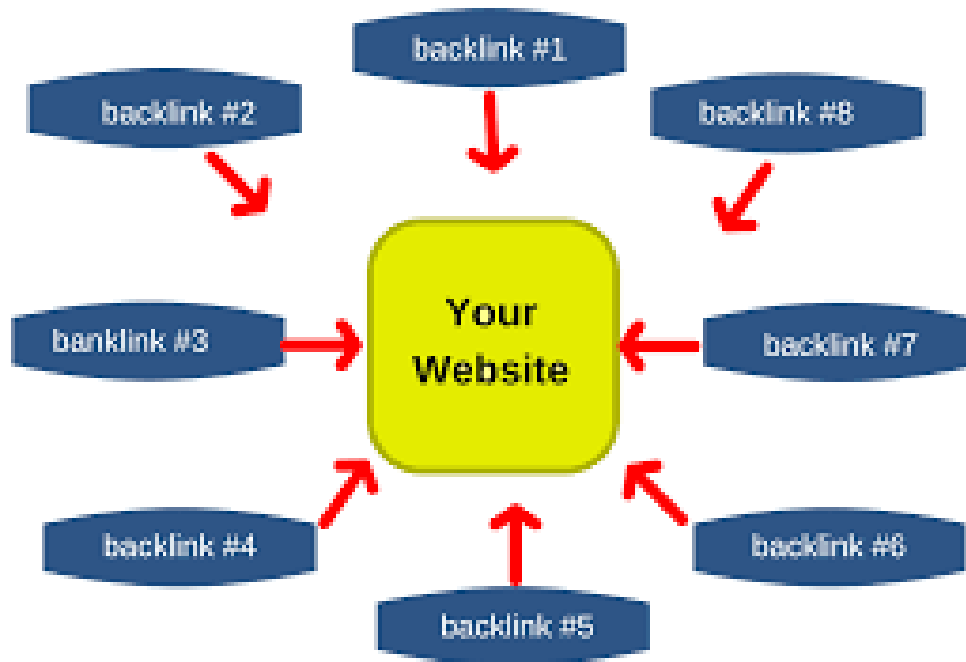 backlink #1
backlink #2
backlink #8
Your
Website
banklink #3
backlink #7
backlink #4
backlink #6
backlink #5